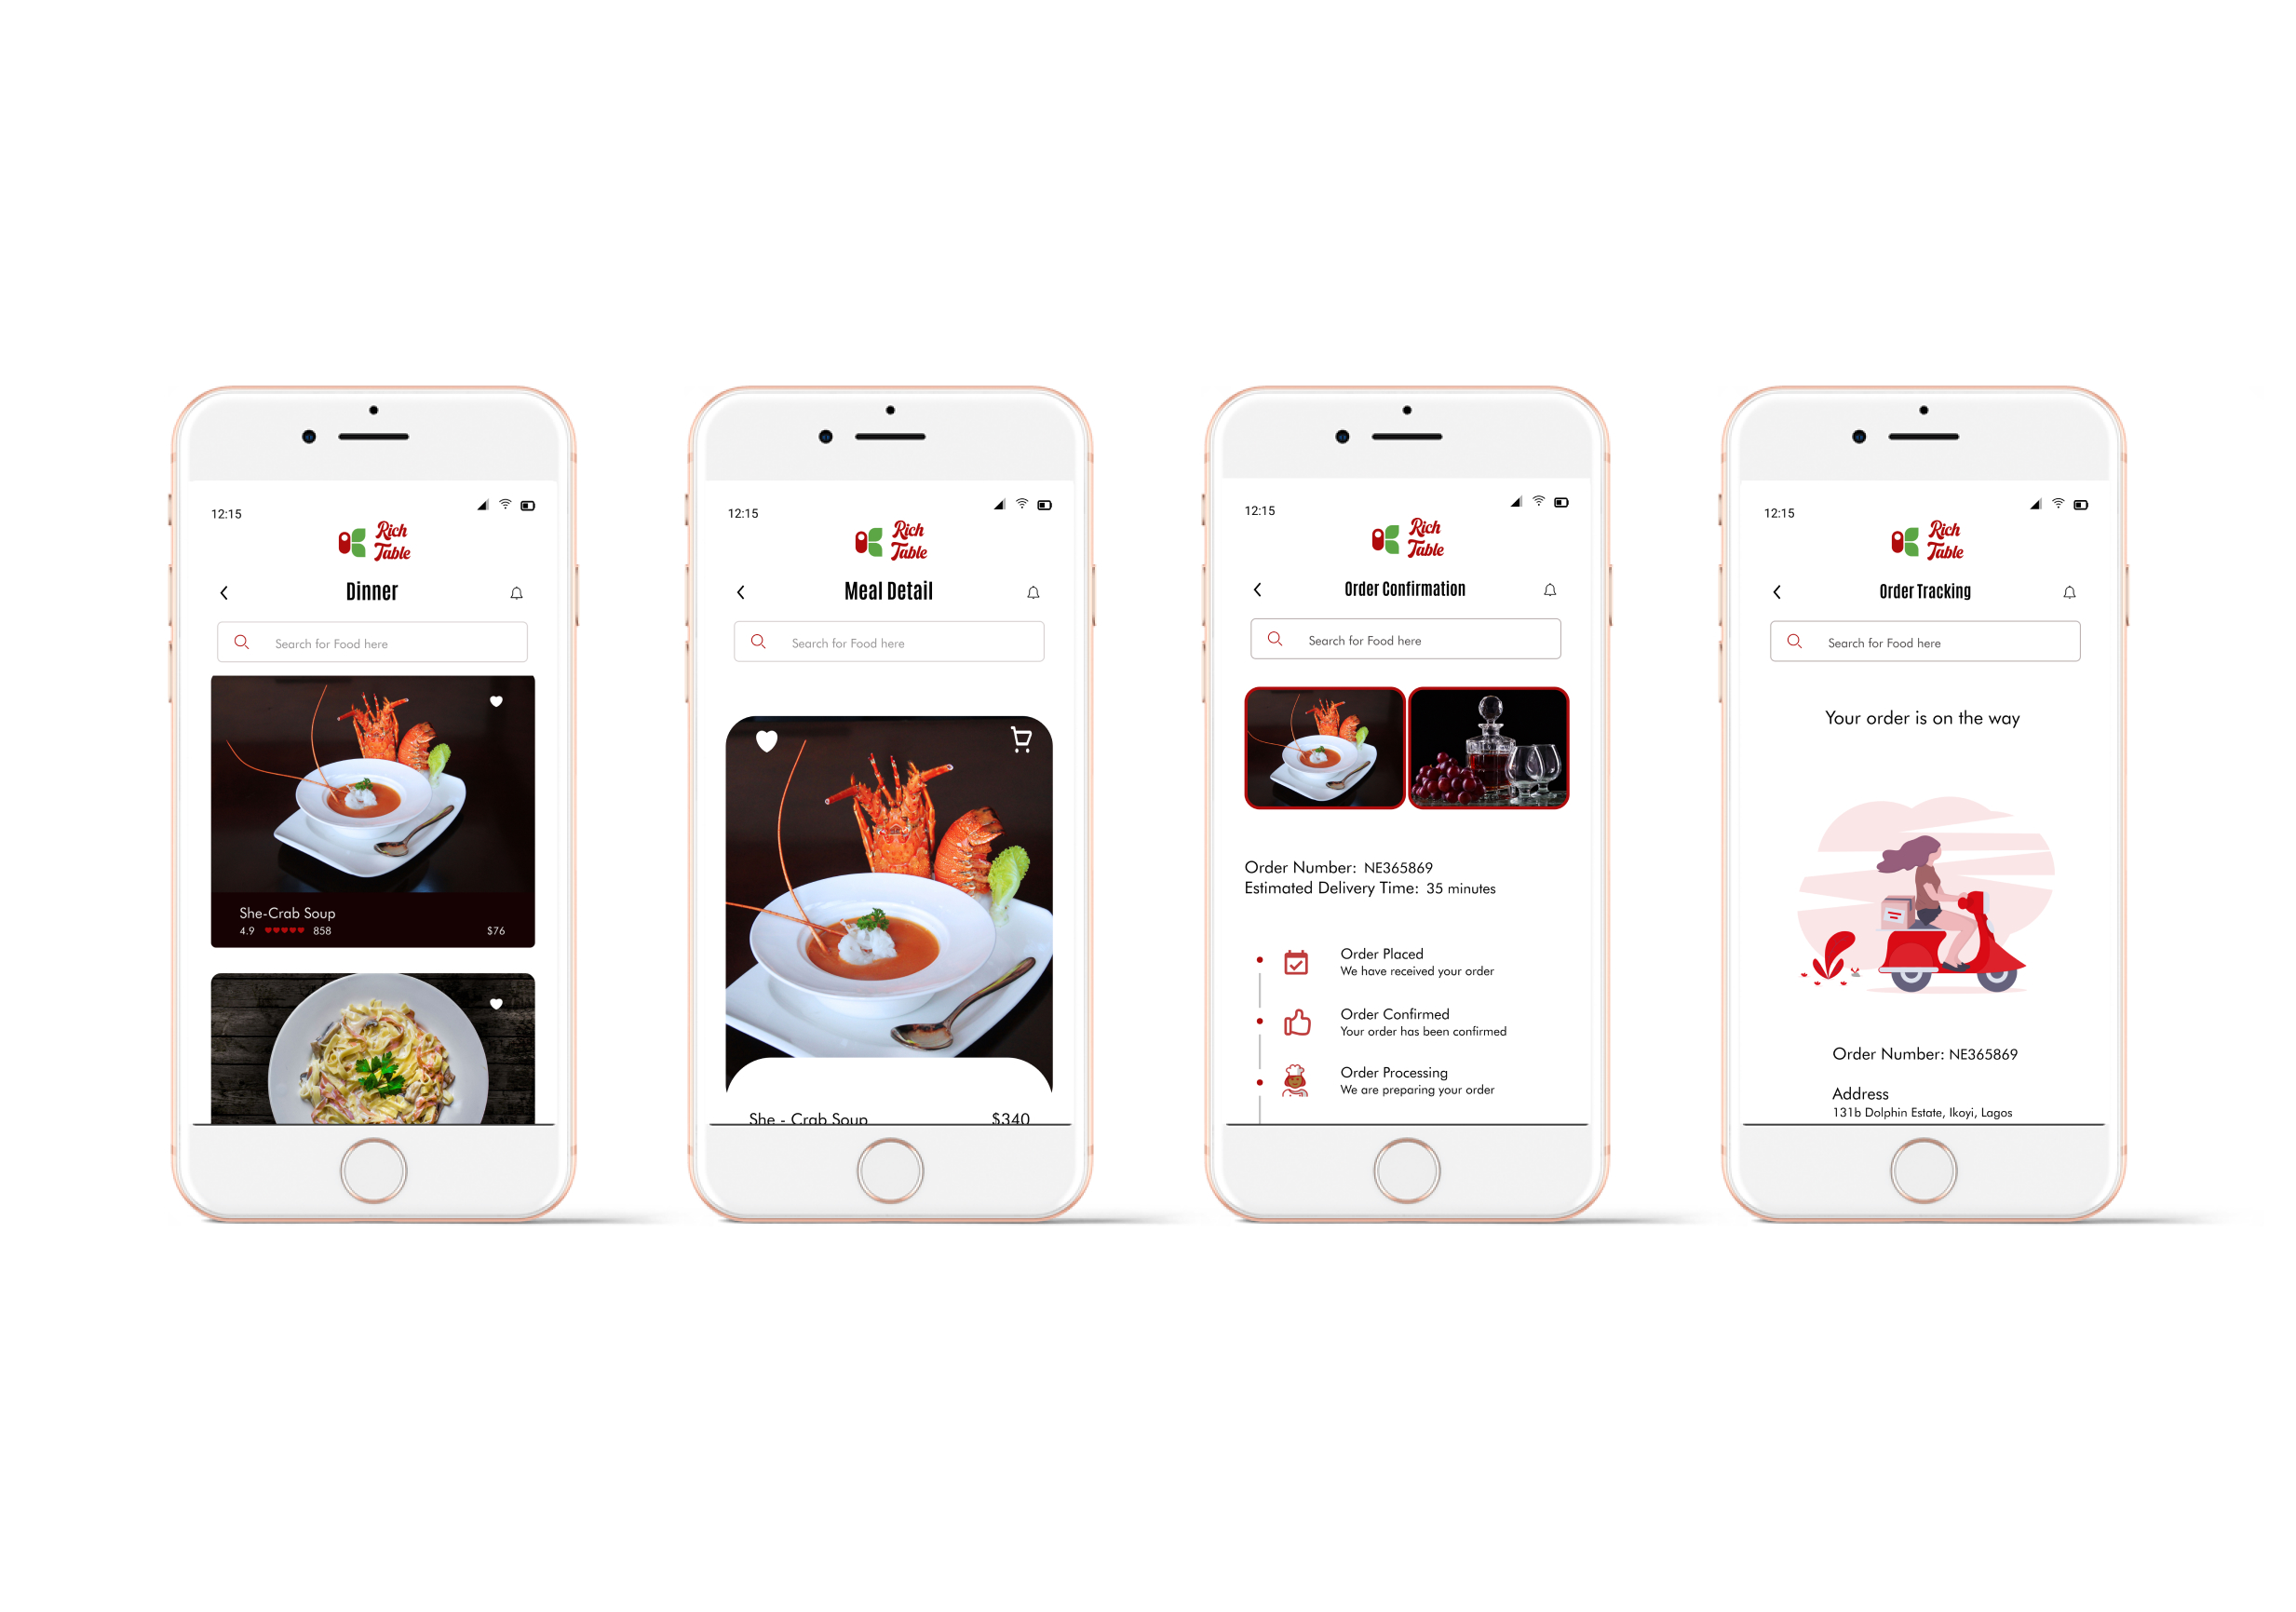 12:15
Rich
Table
Dinner
Search for Food here
She-Crab Soup
4.9 858 $76
12:15
Rich
Table
Meal Detail
Search for Food here
She - Crab Soup $340
12:15
Rich
Table
Order Confirmation
Search for Food here
Order Number: NE365869
Estimated Delivery Time: 35 minutes
Order Placed
We have received your order
Order Confirmed
Your order has been confirmed
Order Processing
We are preparing your order
12:15
Rich
Table
Order Tracking
Search for Food here
Your order is on the way
Order Number: NE365869
Address
131b Dolphin Estate, Ikoyi, Lagos